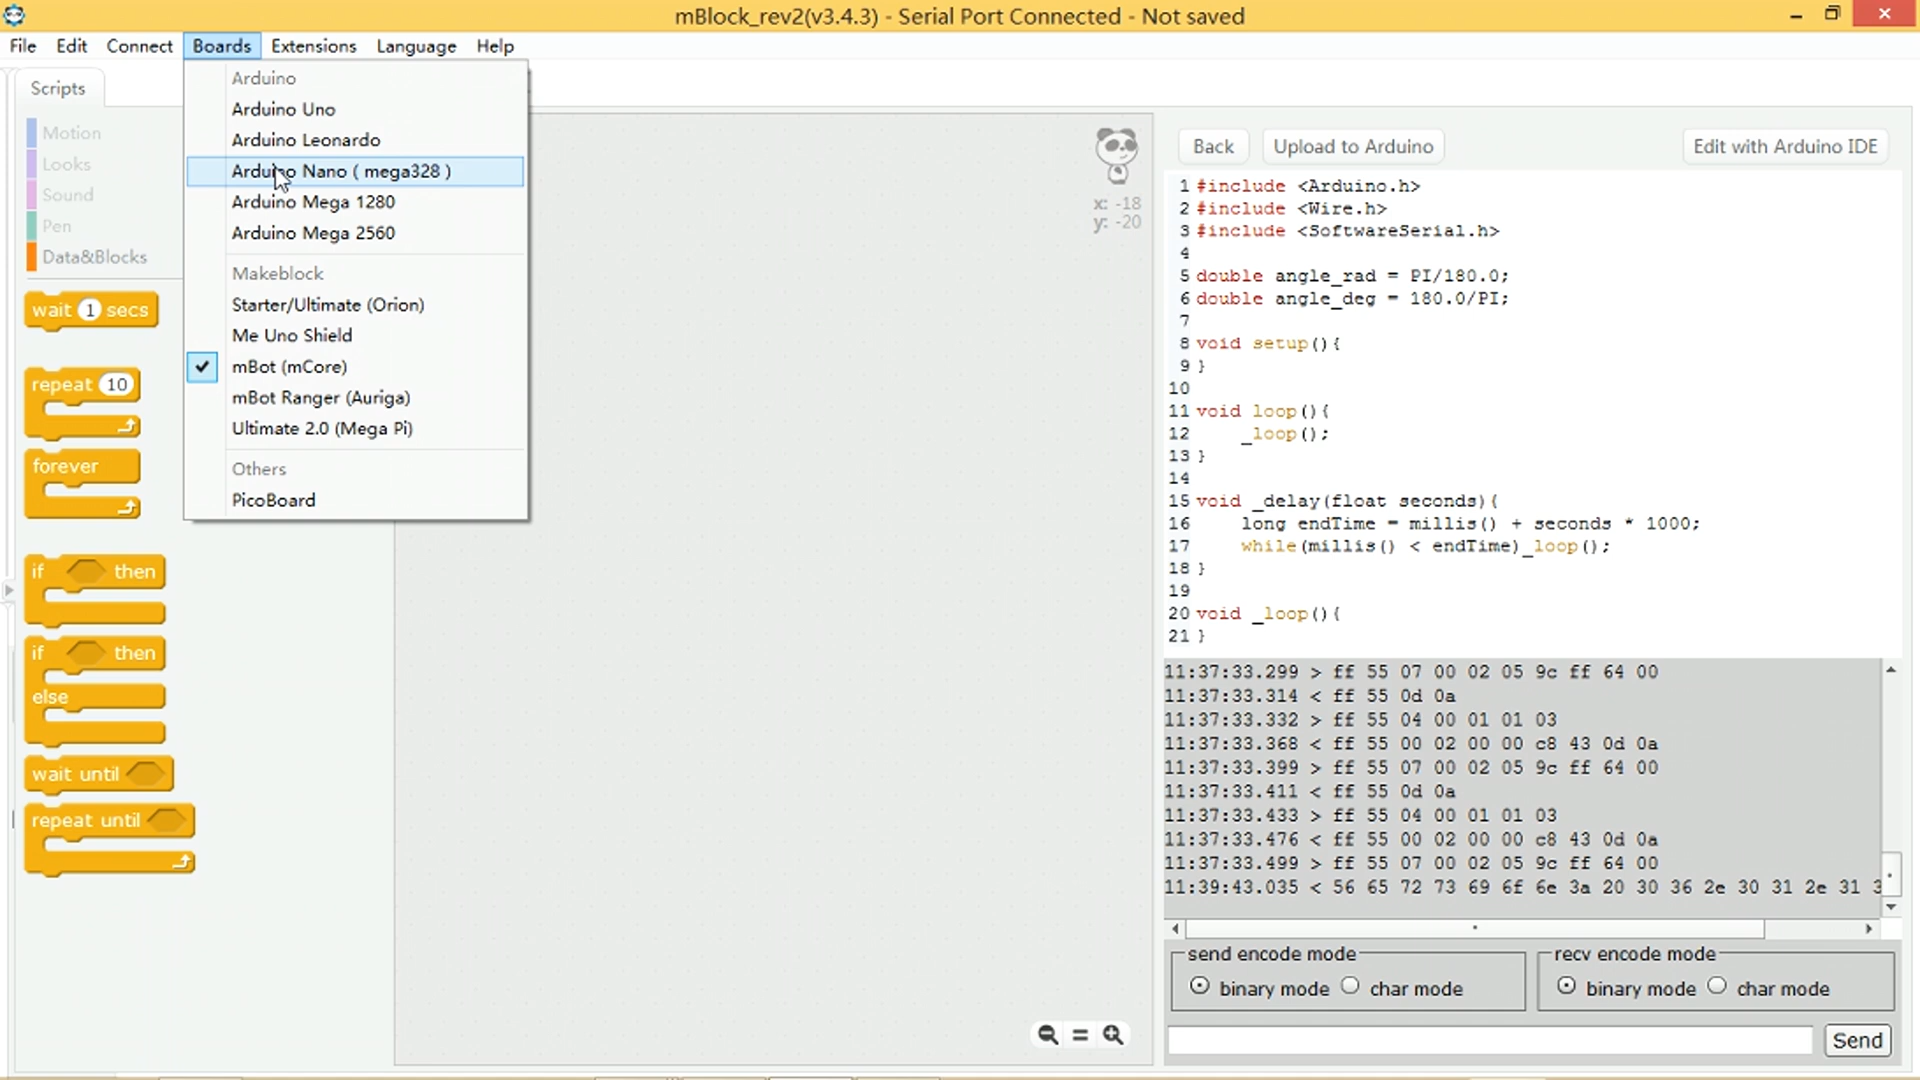 mBlock_rev2(v3.4.3) - Serial Port Connected - Not saved
File Edit Connect Boards Extensions Language Help
Scripts
Motion
Looks
Sound
Pen
Data&Blocks
wait 1 secs
repeat 10
forever
if then
if then
else
wait until
repeat until
Arduino
Arduino Uno
Arduino Leonardo
Arduino Nano ( mega328 )
Arduino Mega 1280
Arduino Mega 2560
Makeblock
Starter/Ultimate (Orion)
Me Uno Shield
mBot (mCore)
mBot Ranger (Auriga)
Ultimate 2.0 (Mega Pi)
Others
PicoBoard
x: -18
y: -20
Back Upload to Arduino Edit with Arduino IDE
1 #include <Arduino.h>
2 #include <Wire.h>
3 #include <SoftwareSerial.h>
4
5 double angle_rad = PI/180.0;
6 double angle_deg = 180.0/PI;
7
8 void setup(){
9 }
10
11 void loop(){
12 _loop();
13 }
14
15 void _delay(float seconds){
16 long endTime = millis() + seconds * 1000;
17 while(millis() < endTime)_loop();
18 }
19
20 void _loop(){
21 }
11:37:33.299 > ff 55 07 00 02 05 9c ff 64 00
11:37:33.314 < ff 55 0d 0a
11:37:33.332 > ff 55 04 00 01 01 03
11:37:33.368 < ff 55 00 02 00 00 c8 43 0d 0a
11:37:33.399 > ff 55 07 00 02 05 9c ff 64 00
11:37:33.411 < ff 55 0d 0a
11:37:33.433 > ff 55 04 00 01 01 03
11:37:33.476 < ff 55 00 02 00 00 c8 43 0d 0a
11:37:33.499 > ff 55 07 00 02 05 9c ff 64 00
11:39:43.035 < 56 65 72 73 69 6f 6e 3a 20 30 36 2e 30 31 2e 31
send encode mode
binary mode char mode
recv encode mode
binary mode char mode
Send